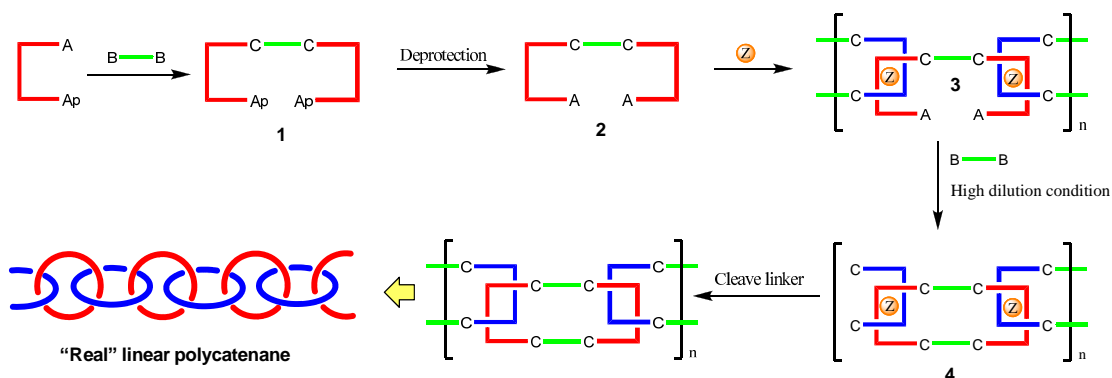 A
Ap
B B
C C
Ap Ap
1
Deprotection
C C
A A
2
Z
C C
C C
Z Z
3
C A A C
n
B B
High dilution condition
C C
C C
Z Z
C C
C C
n
4
Cleave linker
C C
C C
C C
C C
n
“Real” linear polycatenane